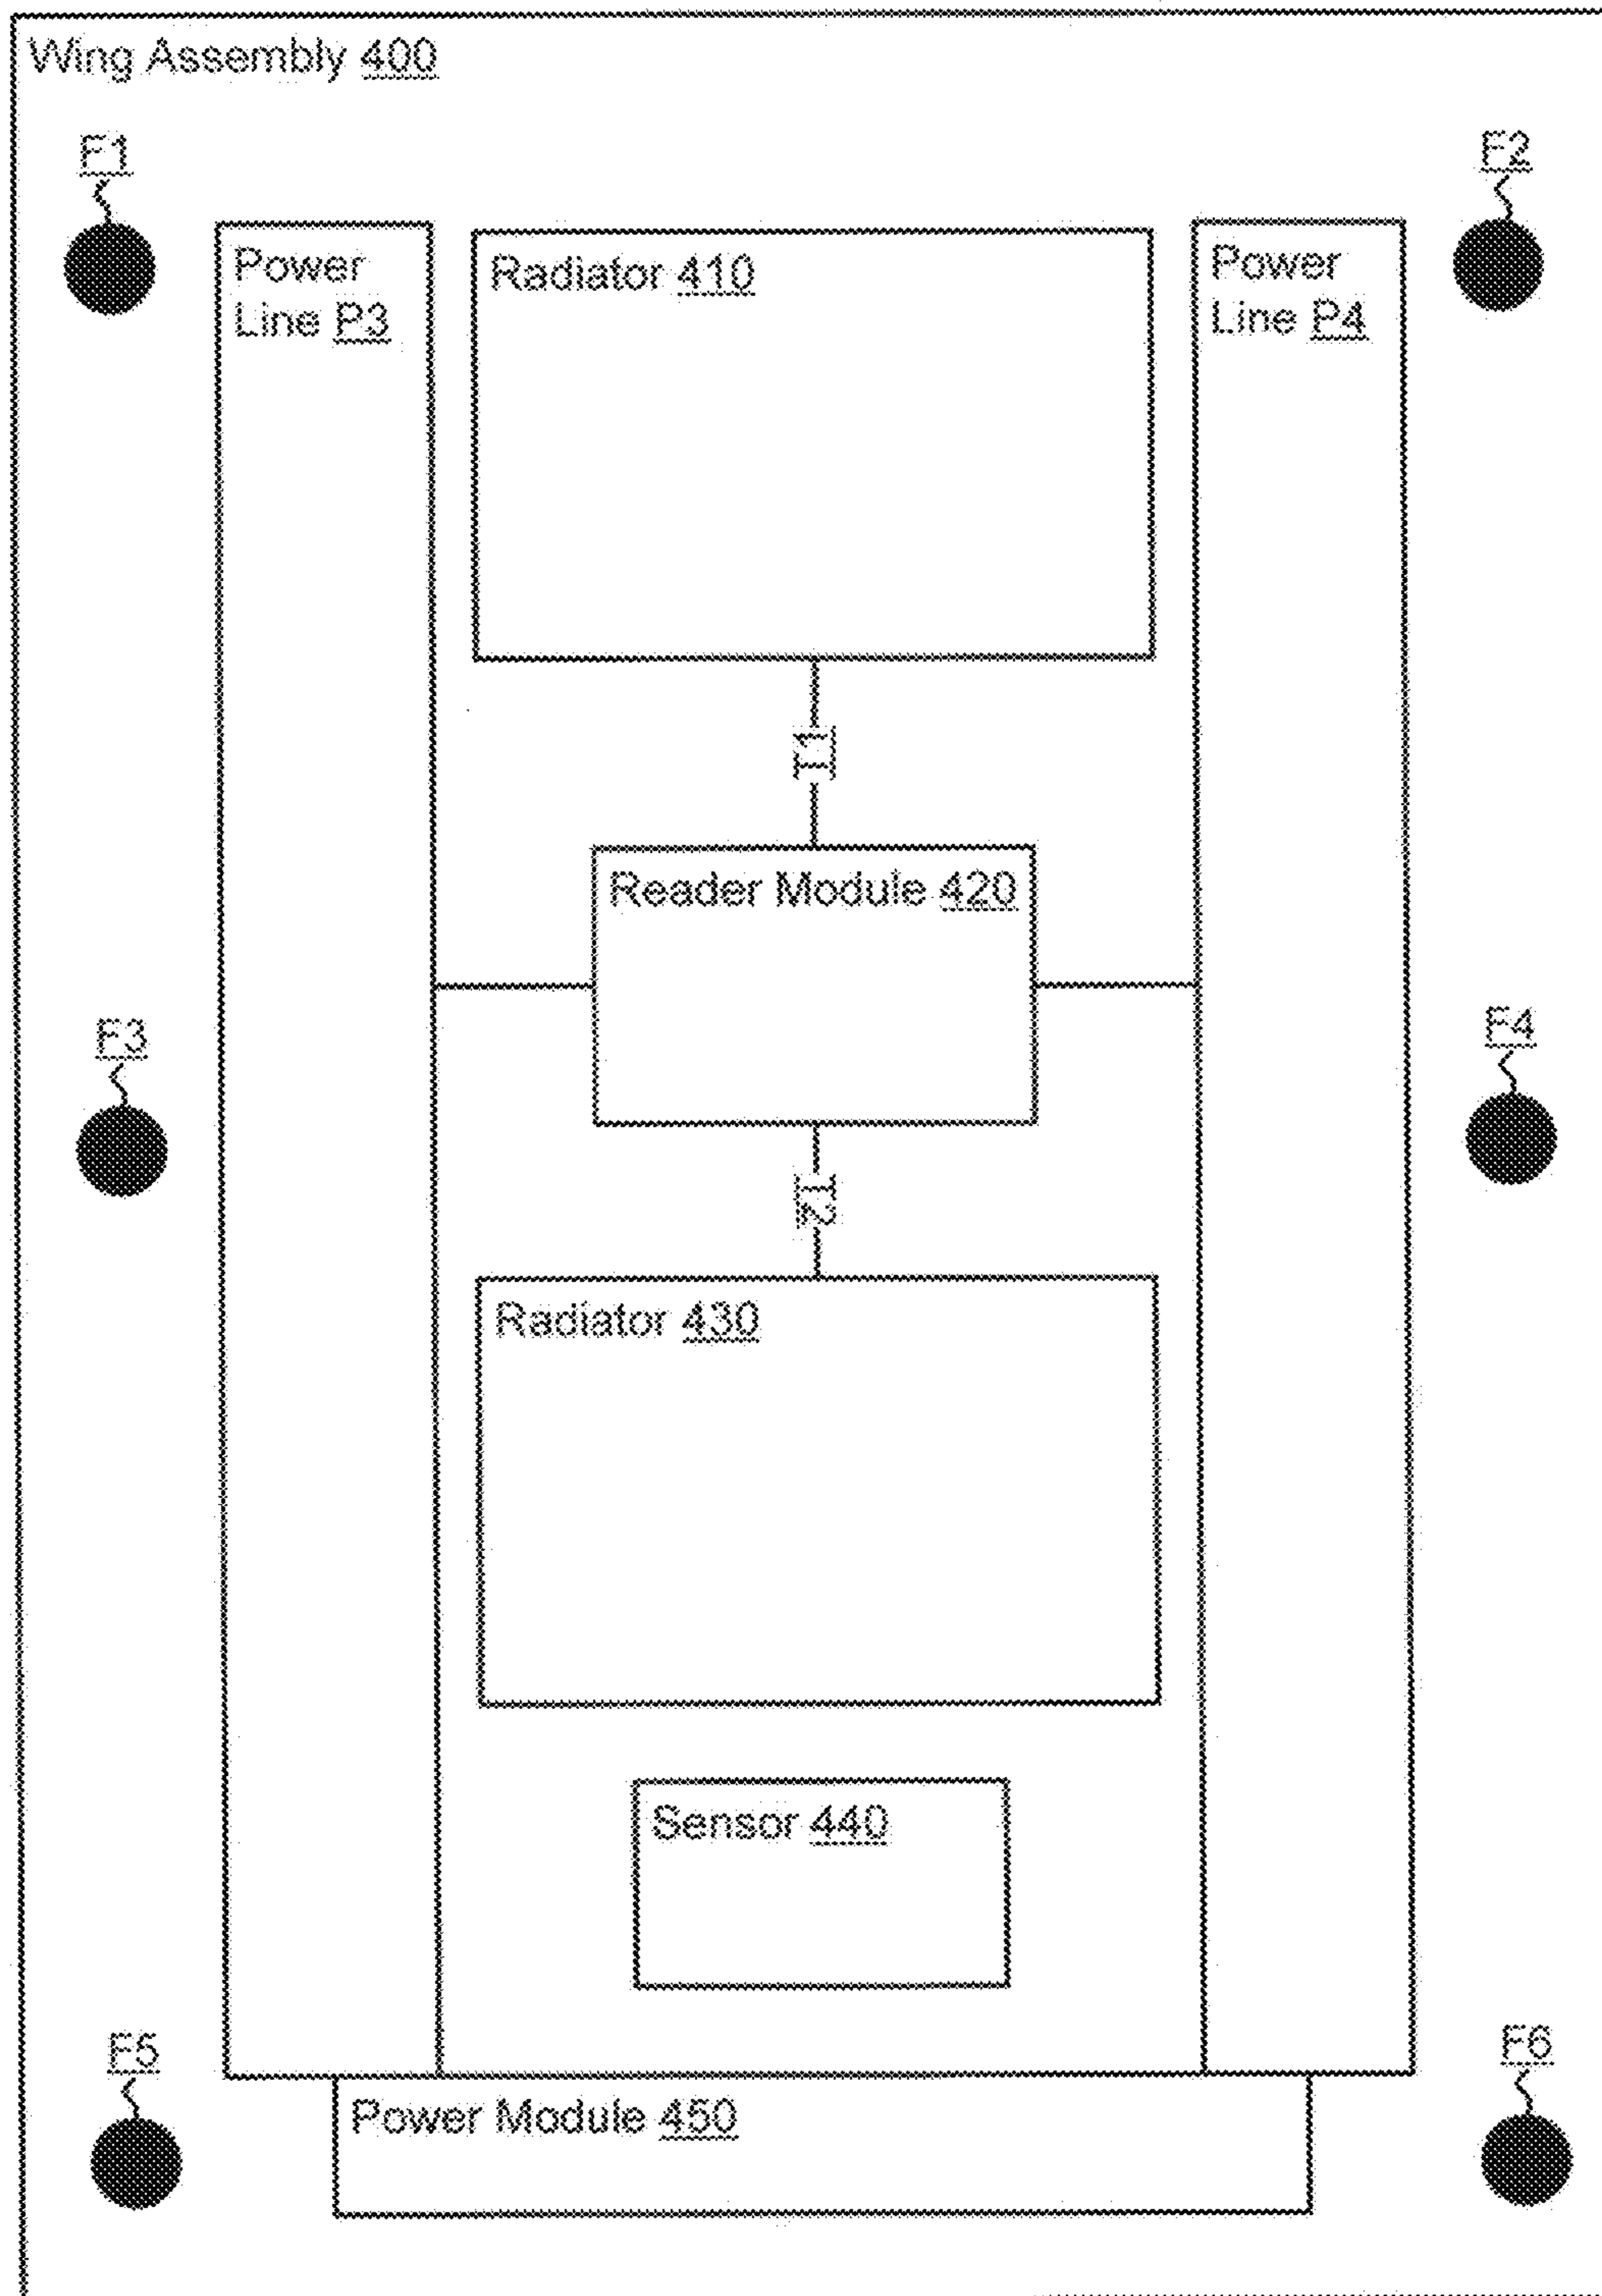 Wing Assembly 400
F1
F2
Power
Line P3
Radiator 410
Power
Line P4
T1
Reader Module 420
F3
F4
T2
Radiator 430
Sensor 440
F5
F6
Power Module 450